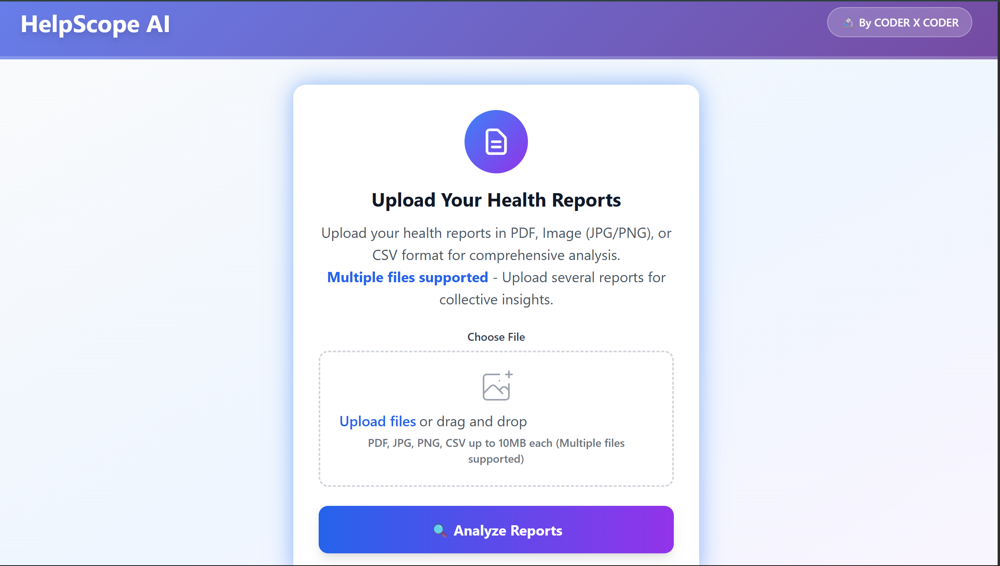 HelpScope AI
By CODER X CODER
Upload Your Health Reports
Upload your health reports in PDF, Image (JPG/PNG), or
CSV format for comprehensive analysis.
Multiple files supported - Upload several reports for
collective insights.
Choose File
Upload files or drag and drop
PDF, JPG, PNG, CSV up to 10MB each (Multiple files
supported)
Analyze Reports